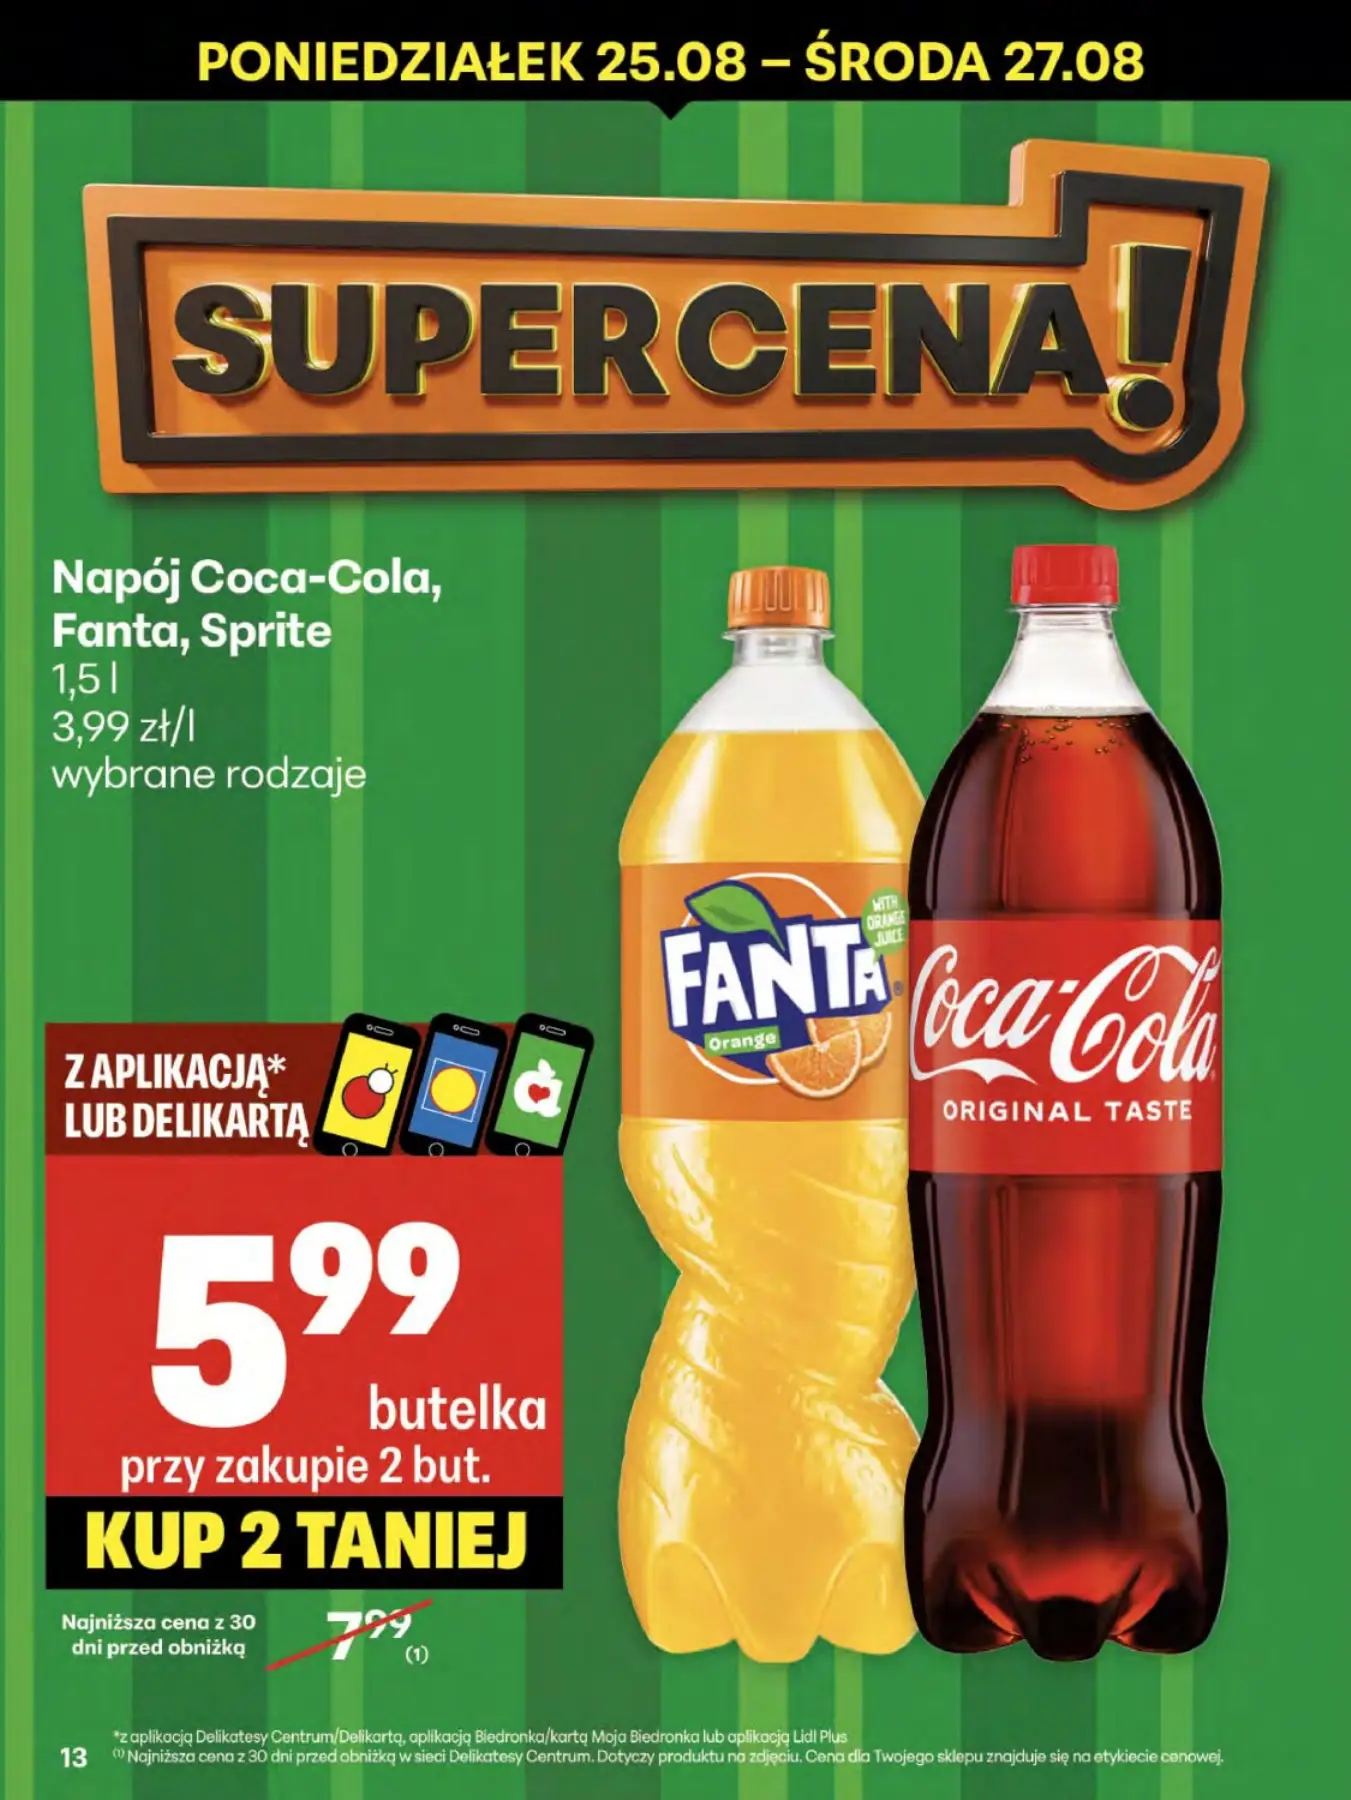 PONIEDZIAŁEK 25.08 – ŚRODA 27.08
SUPERCENA!
Napój Coca-Cola,
Fanta, Sprite
1,5 l
3,99 zł/l
wybrane rodzaje
WITH
ORANGE
JUICE
FANTA
®
Orange
Coca-Cola
ORIGINAL TASTE
Z APLIKACJĄ*
LUB DELIKARTĄ
a
5 99
butelka
przy zakupie 2 but.
KUP 2 TANIEJ
Najniższa cena z 30
dni przed obniżką
7 99
(1)
*z aplikacją Delikatesy Centrum/Delikartą, aplikacją Biedronka/kartą Moja Biedronka lub aplikacją Lidl Plus
(1) Najniższa cena z 30 dni przed obniżką w sieci Delikatesy Centrum. Dotyczy produktu na zdjęciu. Cena dla Twojego sklepu znajduje się na etykiecie cenowej.
13